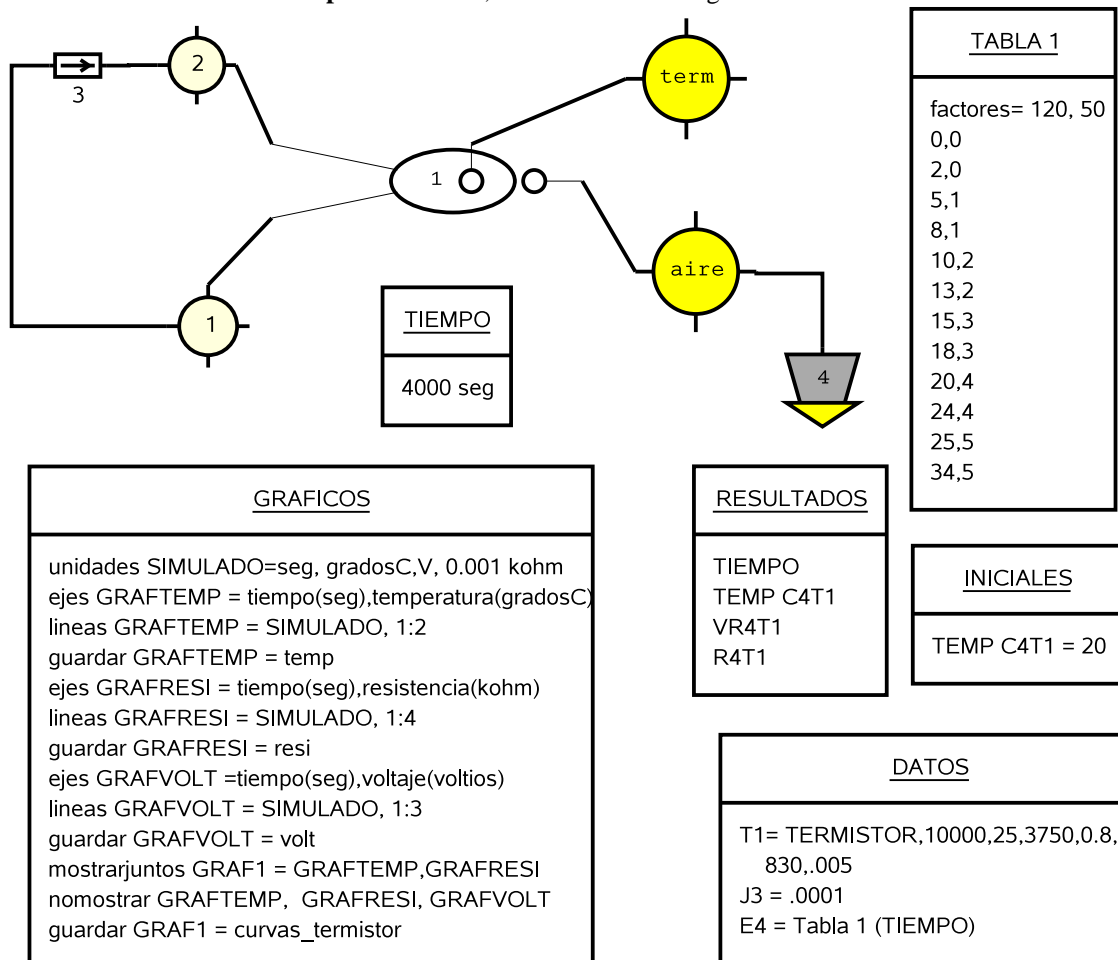 2
3
1
1
term
aire
4
TIEMPO
4000 seg
TABLA 1
factores= 120, 50
0,0
2,0
5,1
8,1
10,2
13,2
15,3
18,3
20,4
24,4
25,5
34,5
GRAFICOS
unidades SIMULADO=seg, gradosC,V, 0.001 kohm
ejes GRAFTEMP = tiempo(seg),temperatura(gradosC)
lineas GRAFTEMP = SIMULADO, 1:2
guardar GRAFTEMP = temp
ejes GRAFRESI = tiempo(seg),resistencia(kohm)
lineas GRAFRESI = SIMULADO, 1:4
guardar GRAFRESI = resi
ejes GRAFVOLT =tiempo(seg),voltaje(voltios)
lineas GRAFVOLT = SIMULADO, 1:3
guardar GRAFVOLT = volt
mostrarjuntos GRAF1 = GRAFTEMP,GRAFRESI
nomostrar GRAFTEMP, GRAFRESI, GRAFVOLT
guardar GRAF1 = curvas_termistor
RESULTADOS
TIEMPO
TEMP C4T1
VR4T1
R4T1
INICIALES
TEMP C4T1 = 20
DATOS
T1= TERMISTOR,10000,25,3750,0.8,
830,.005
J3 = .0001
E4 = Tabla 1 (TIEMPO)